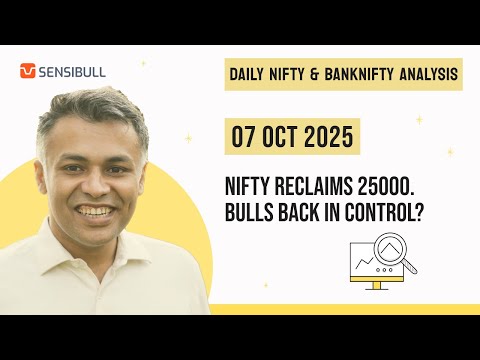 SENSIBULL
DAILY NIFTY & BANKNIFTY ANALYSIS
07 OCT 2025
NIFTY RECLAIMS 25000.
BULLS BACK IN CONTROL?